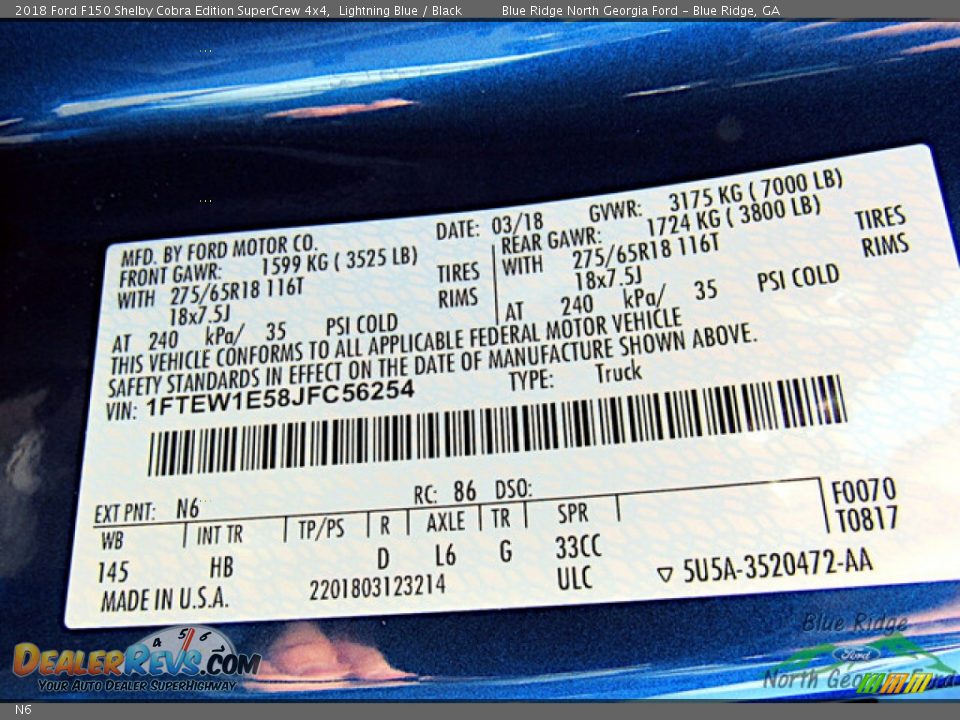 2018 Ford F150 Shelby Cobra Edition SuperCrew 4x4, Lightning Blue / Black Blue Ridge North Georgia Ford - Blue Ridge, GA
MFD. BY FORD MOTOR CO. DATE: 03/18 GVWR: 3175 KG ( 7000 LB)
FRONT GAWR: 1599 KG ( 3525 LB) REAR GAWR: 1724 KG ( 3800 LB)
WITH 275/65R18 116T TIRES WITH 275/65R18 116T TIRES
18x7.5J RIMS 18x7.5J RIMS
AT 240 kPa/ 35 PSI COLD AT 240 kPa/ 35 PSI COLD
THIS VEHICLE CONFORMS TO ALL APPLICABLE FEDERAL MOTOR VEHICLE
SAFETY STANDARDS IN EFFECT ON THE DATE OF MANUFACTURE SHOWN ABOVE.
VIN: 1FTEW1E58JFC56254 TYPE: Truck
EXT PNT: N6 RC: 86 DSO: F0070
WB INT TR TP/PS R AXLE TR SPR T0817
145 HB D L6 G 33CC
MADE IN U.S.A. 2201803123214 ULC ▽ 5U5A-3520472-AA
4 5 6
DEALERREVS.COM
YOUR AUTO DEALER SUPERHIGHWAY
Blue Ridge
Ford
North Georgia Ford
N6